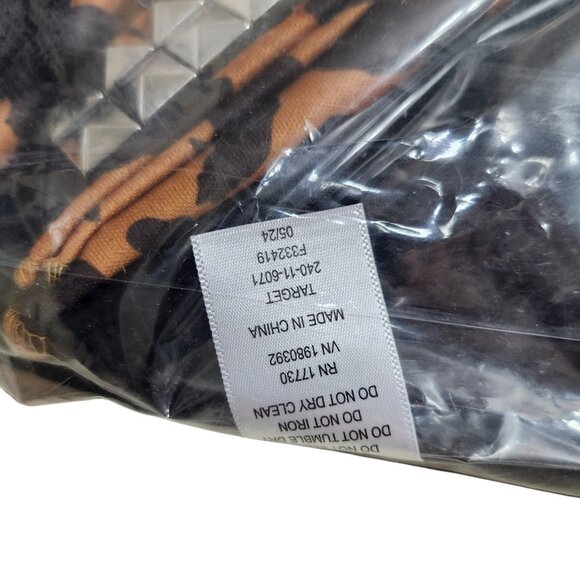 DO NOT TUMBLE DRY
DO NOT IRON
DO NOT DRY CLEAN
RN 17730
VN 1980392
MADE IN CHINA
TARGET
240-11-6071
F332419
05/24